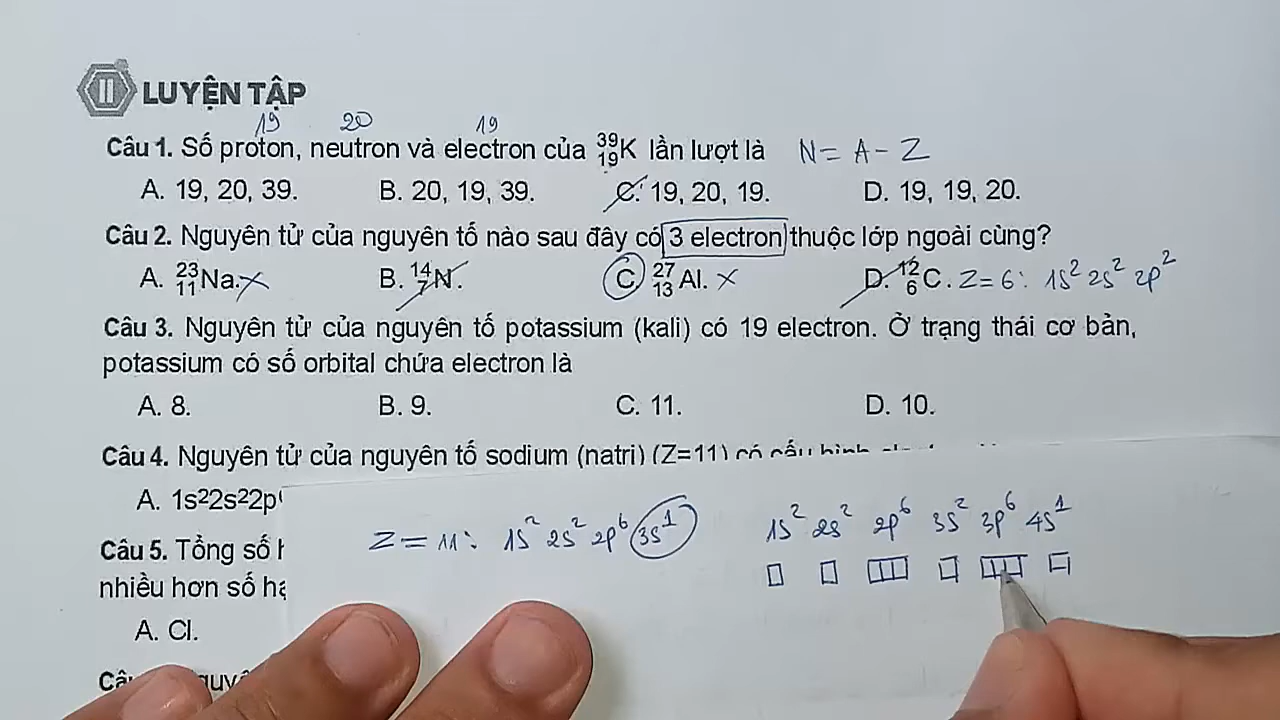 II LUYỆN TẬP
19 20 19
Câu 1. Số proton, neutron và electron của ³⁹₁₉K lần lượt là N = A - Z
A. 19, 20, 39. B. 20, 19, 39. C. 19, 20, 19. D. 19, 19, 20.
Câu 2. Nguyên tử của nguyên tố nào sau đây có 3 electron thuộc lớp ngoài cùng?
A. ²³₁₁Na. x B. ¹⁴₇N. C. ²⁷₁₃Al. x D. ¹²₆C. Z = 6: 1s² 2s² 2p²
Câu 3. Nguyên tử của nguyên tố potassium (kali) có 19 electron. Ở trạng thái cơ bản,
potassium có số orbital chứa electron là
A. 8. B. 9. C. 11. D. 10.
Câu 4. Nguyên tử của nguyên tố sodium (natri) (Z=11) có cấu hình
A. 1s²2s²2p
Z = 11: 1s² 2s² 2p⁶ 3s¹ 1s² 2s² 2p⁶ 3s² 3p⁶ 4s¹
Câu 5. Tổng số
nhiều hơn số
A. Cl.